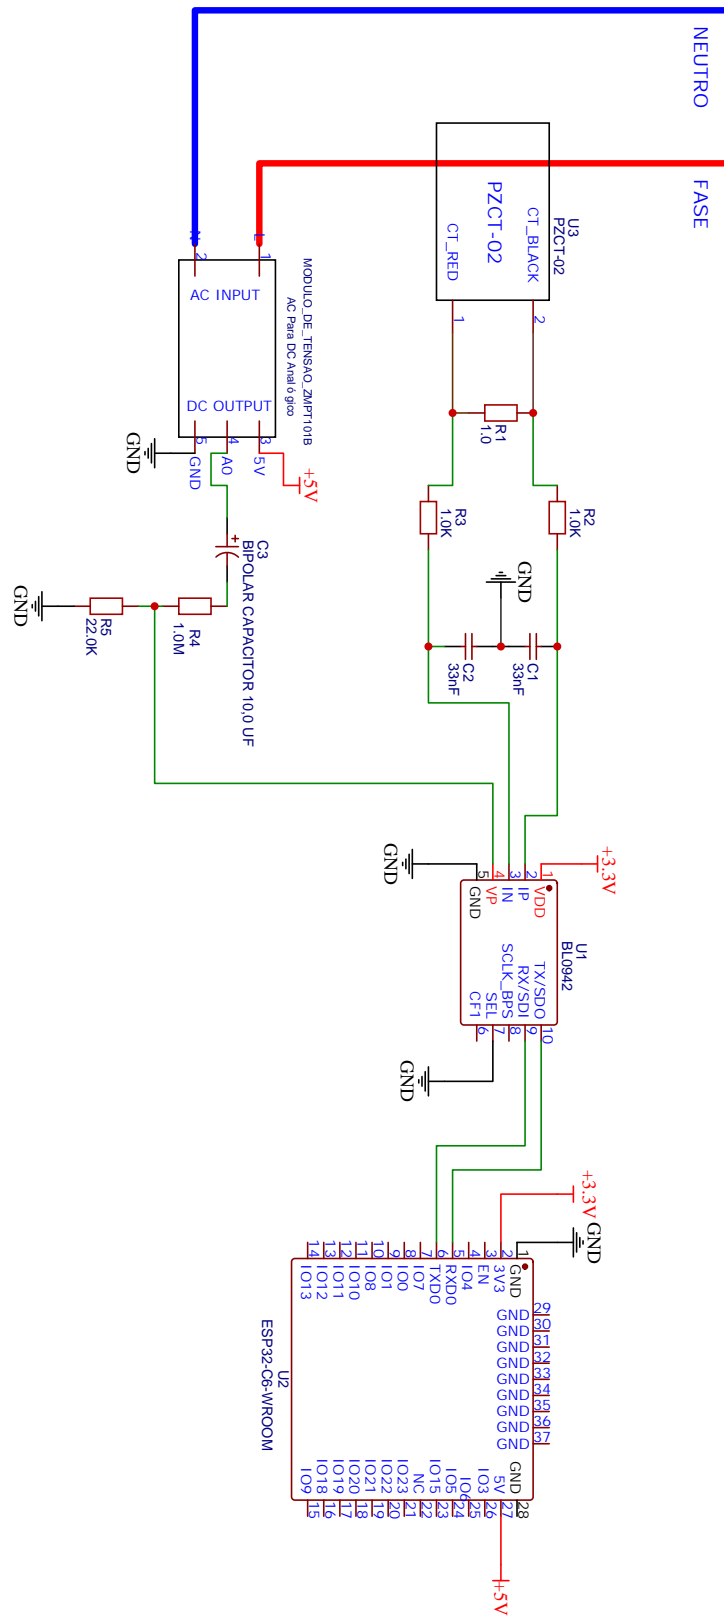 NEUTRO
FASE
U3
PZCT-02
PZCT-02
CT_BLACK
CT_RED
2
1
R1
1.0
R2
1.0K
R3
1.0K
GND
C1
33nF
C2
33nF
MODULO_DE_TENSAO_ZMPT101B
AC Para DC Analógico
L
N
1
2
AC INPUT
DC OUTPUT
3
4
5
5V
AO
GND
+5V
GND
C3
BIPOLAR CAPACITOR 10,0 UF
+
R4
1.0M
R5
22.0K
GND
+3.3V
GND
U1
BL0942
1
2
3
4
5
VDD
IP
IN
VP
GND
TX/SDO
RX/SDI
SCLK_BPS
SEL
CF1
10
9
8
7
6
GND
+3.3V
GND
1
2
3
4
5
6
7
8
9
10
11
12
13
14
GND
3V3
EN
IO4
RXD0
TXD0
IO7
IO0
IO1
IO8
IO10
IO11
IO12
IO13
GND 29
GND 30
GND 31
GND 32
GND 33
GND 34
GND 35
GND 36
GND 37
U2
ESP32-C6-WROOM
GND
5V
IO3
IO6
IO5
IO15
NC
IO23
IO22
IO21
IO20
IO19
IO18
IO9
28
27
26
25
24
23
22
21
20
19
18
17
16
15
+5V